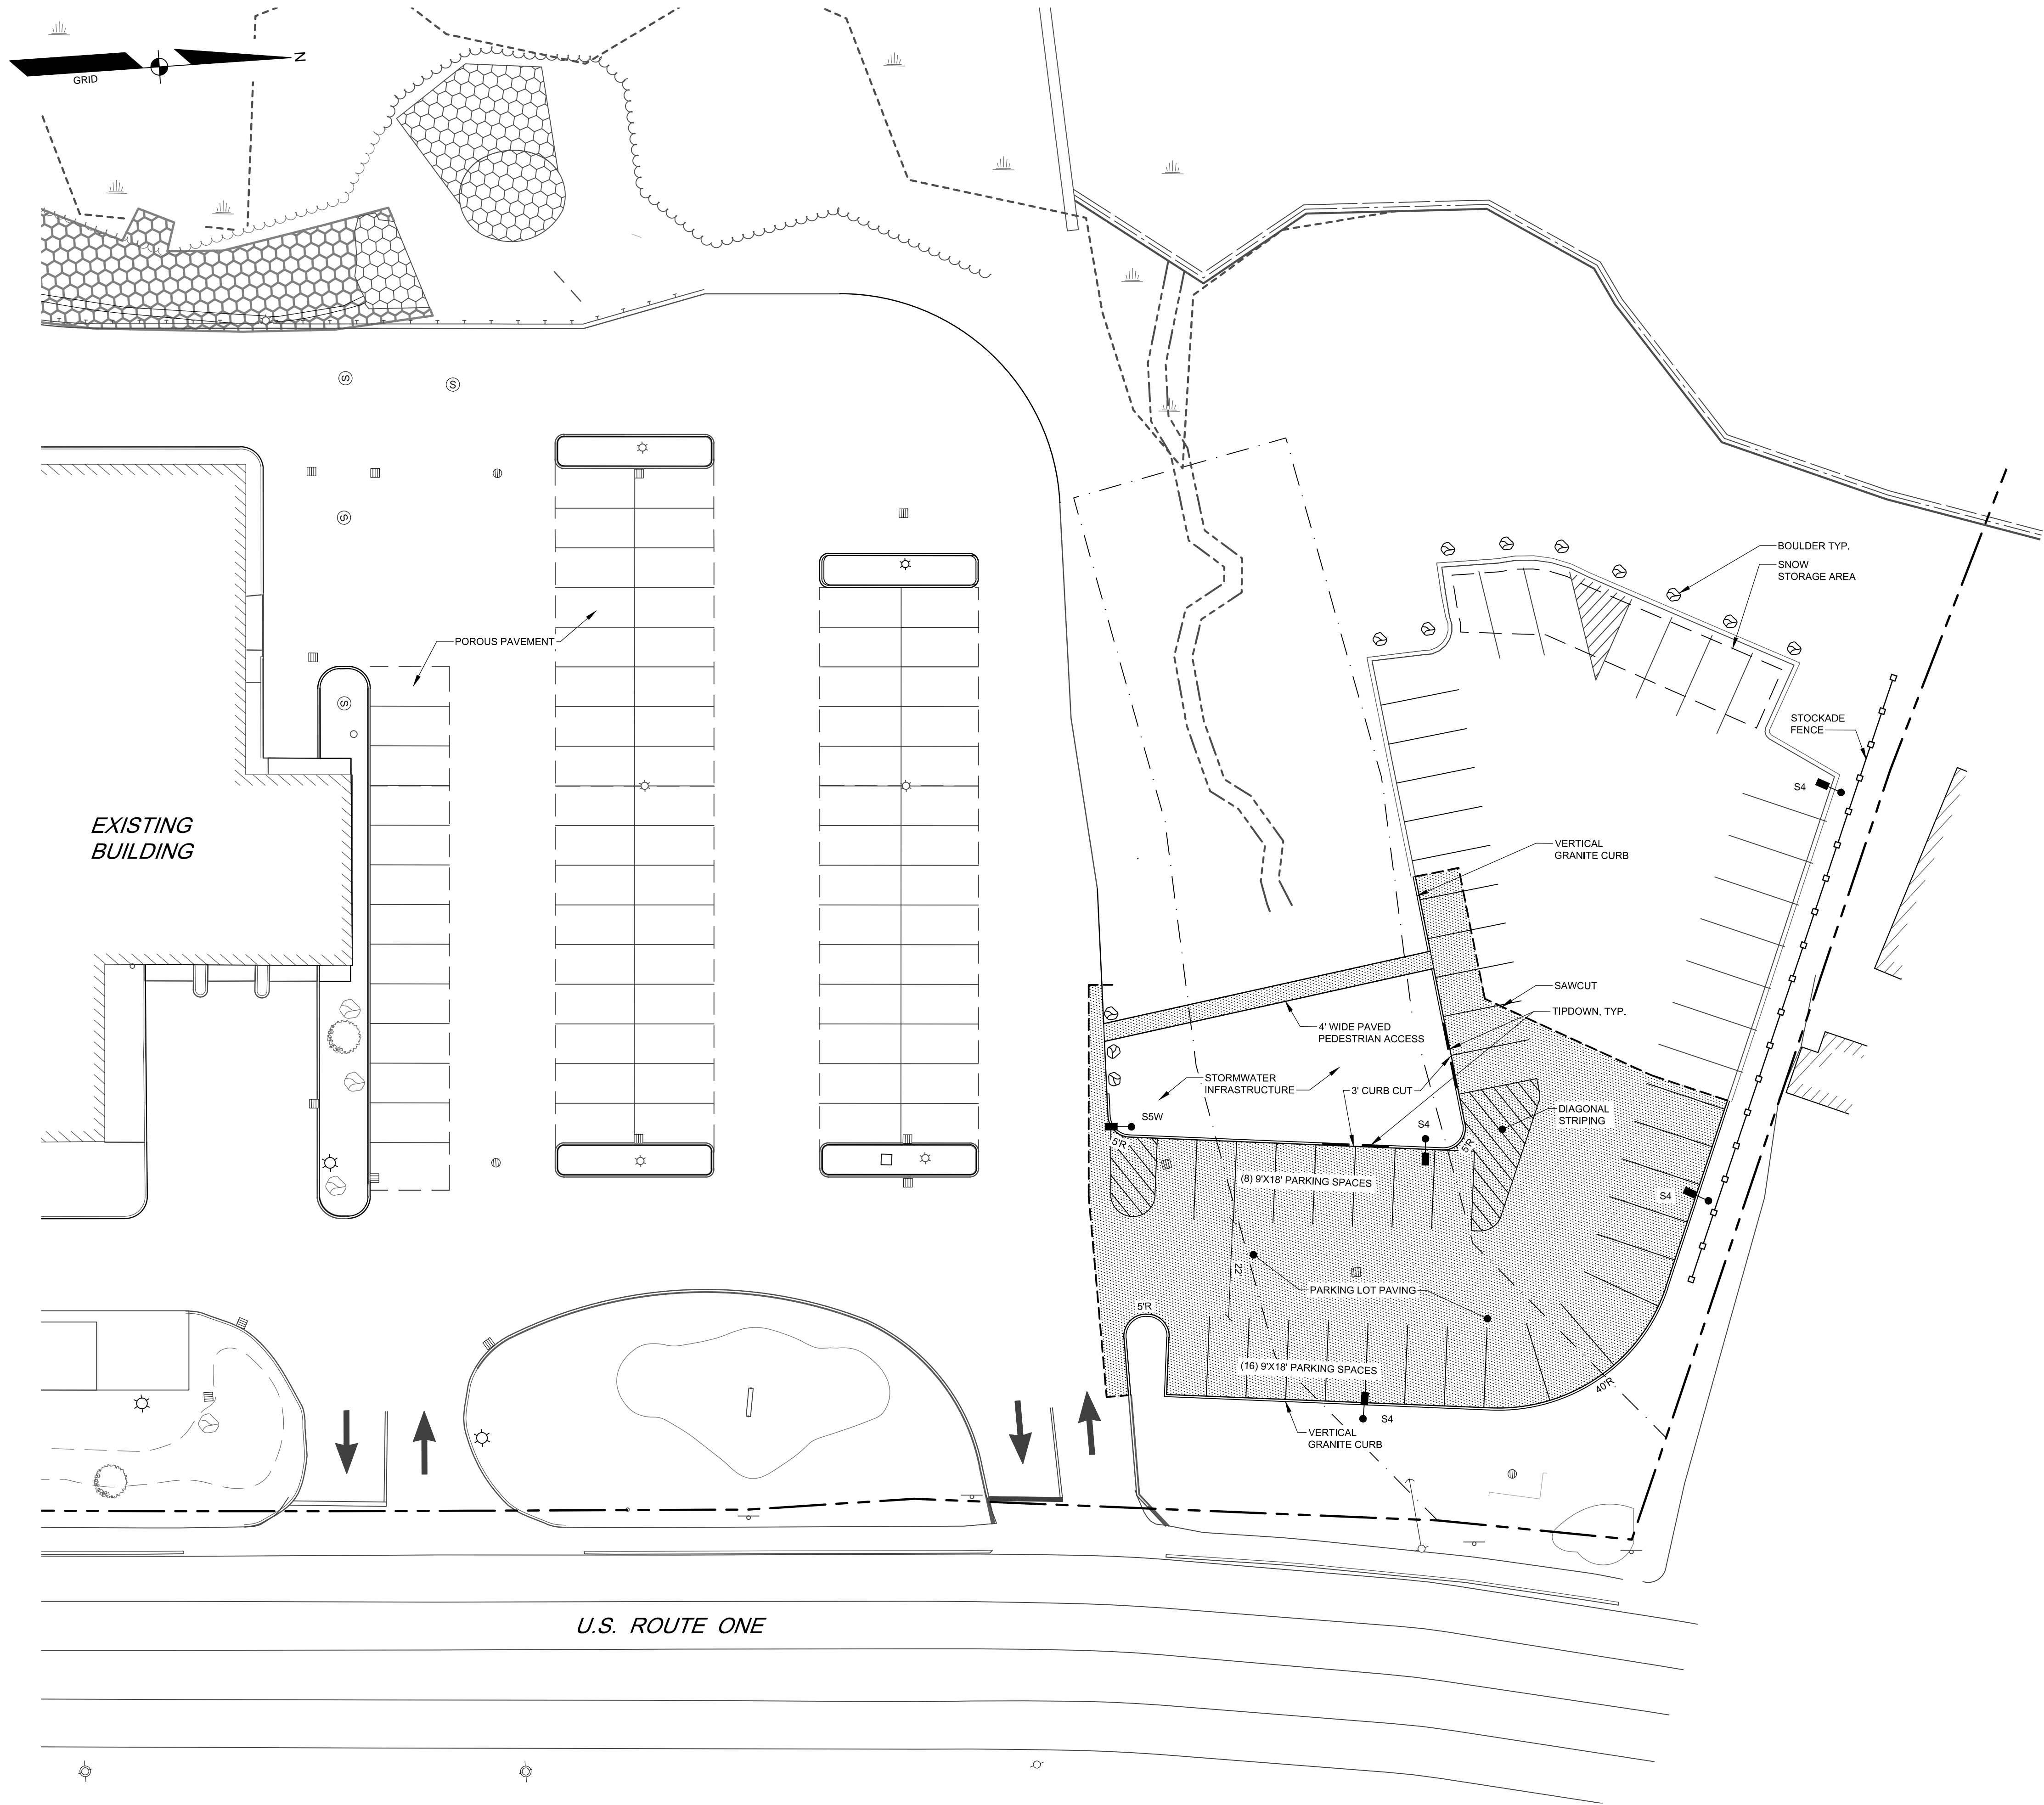 N
GRID
S
S
S
S
BOULDER TYP.
SNOW
STORAGE AREA
POROUS PAVEMENT
STOCKADE
FENCE
S4
EXISTING
BUILDING
VERTICAL
GRANITE CURB
SAWCUT
TIPDOWN, TYP.
4' WIDE PAVED
PEDESTRIAN ACCESS
STORMWATER
INFRASTRUCTURE
3' CURB CUT
DIAGONAL
STRIPING
S5W
S4
5'R
5'R
(8) 9'X18' PARKING SPACES
S4
22'
PARKING LOT PAVING
5'R
(16) 9'X18' PARKING SPACES
40'R
S4
VERTICAL
GRANITE CURB
U.S. ROUTE ONE